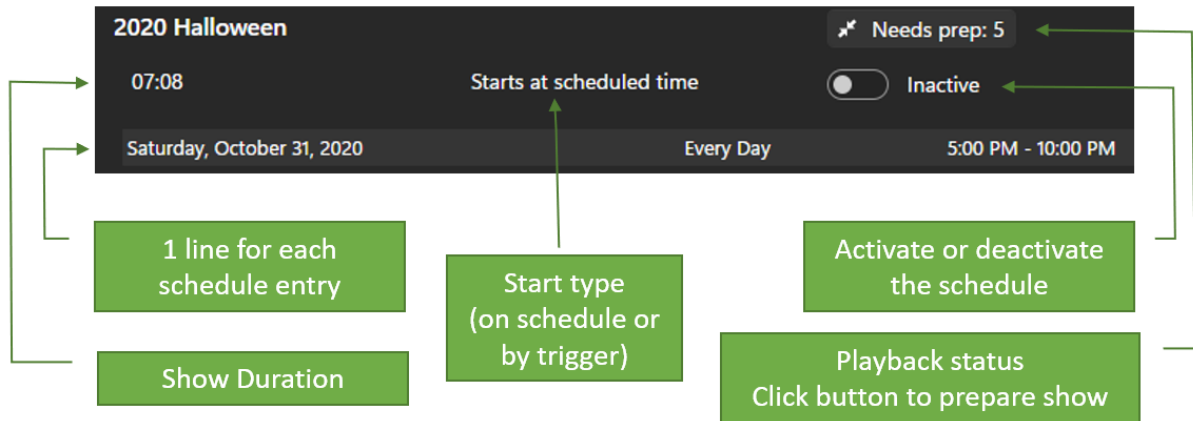 2020 Halloween
Needs prep: 5
07:08
Starts at scheduled time
Inactive
Saturday, October 31, 2020
Every Day
5:00 PM - 10:00 PM
1 line for each
schedule entry
Start type
(on schedule or
by trigger)
Activate or deactivate
the schedule
Show Duration
Playback status
Click button to prepare show